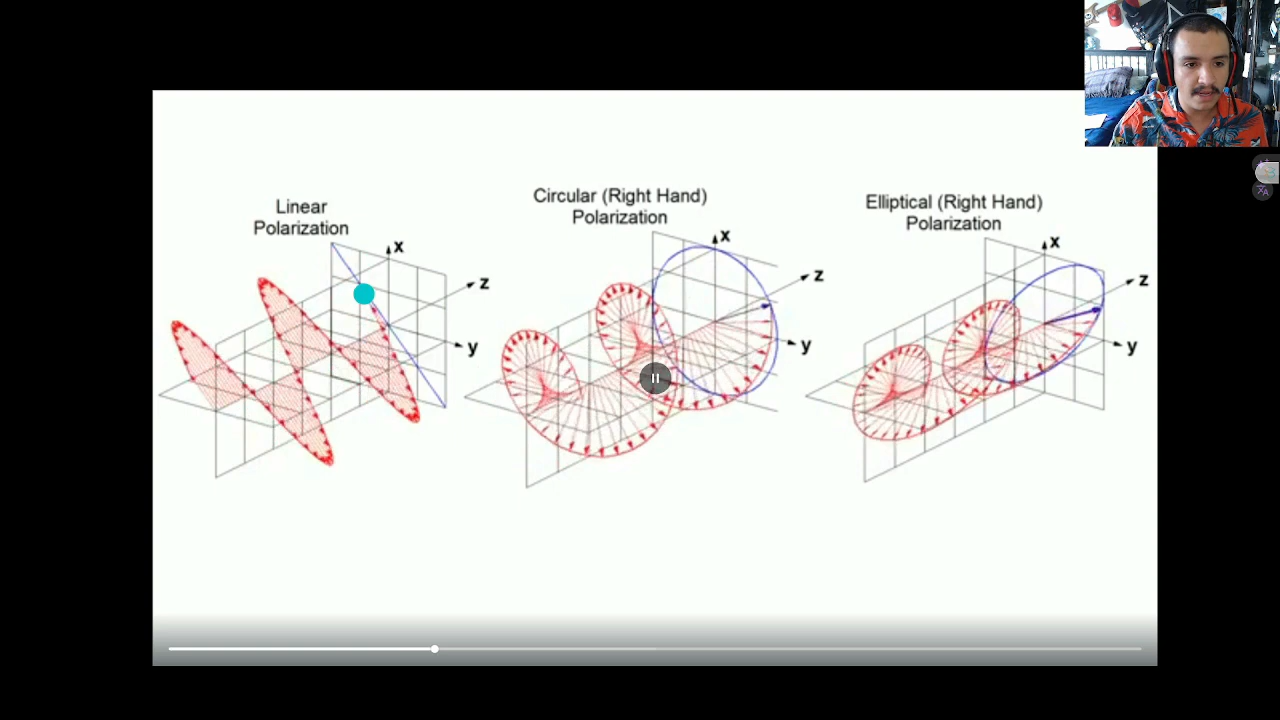 Linear
Polarization
x
z
y
Circular (Right Hand)
Polarization
x
z
y
Elliptical (Right Hand)
Polarization
x
z
y